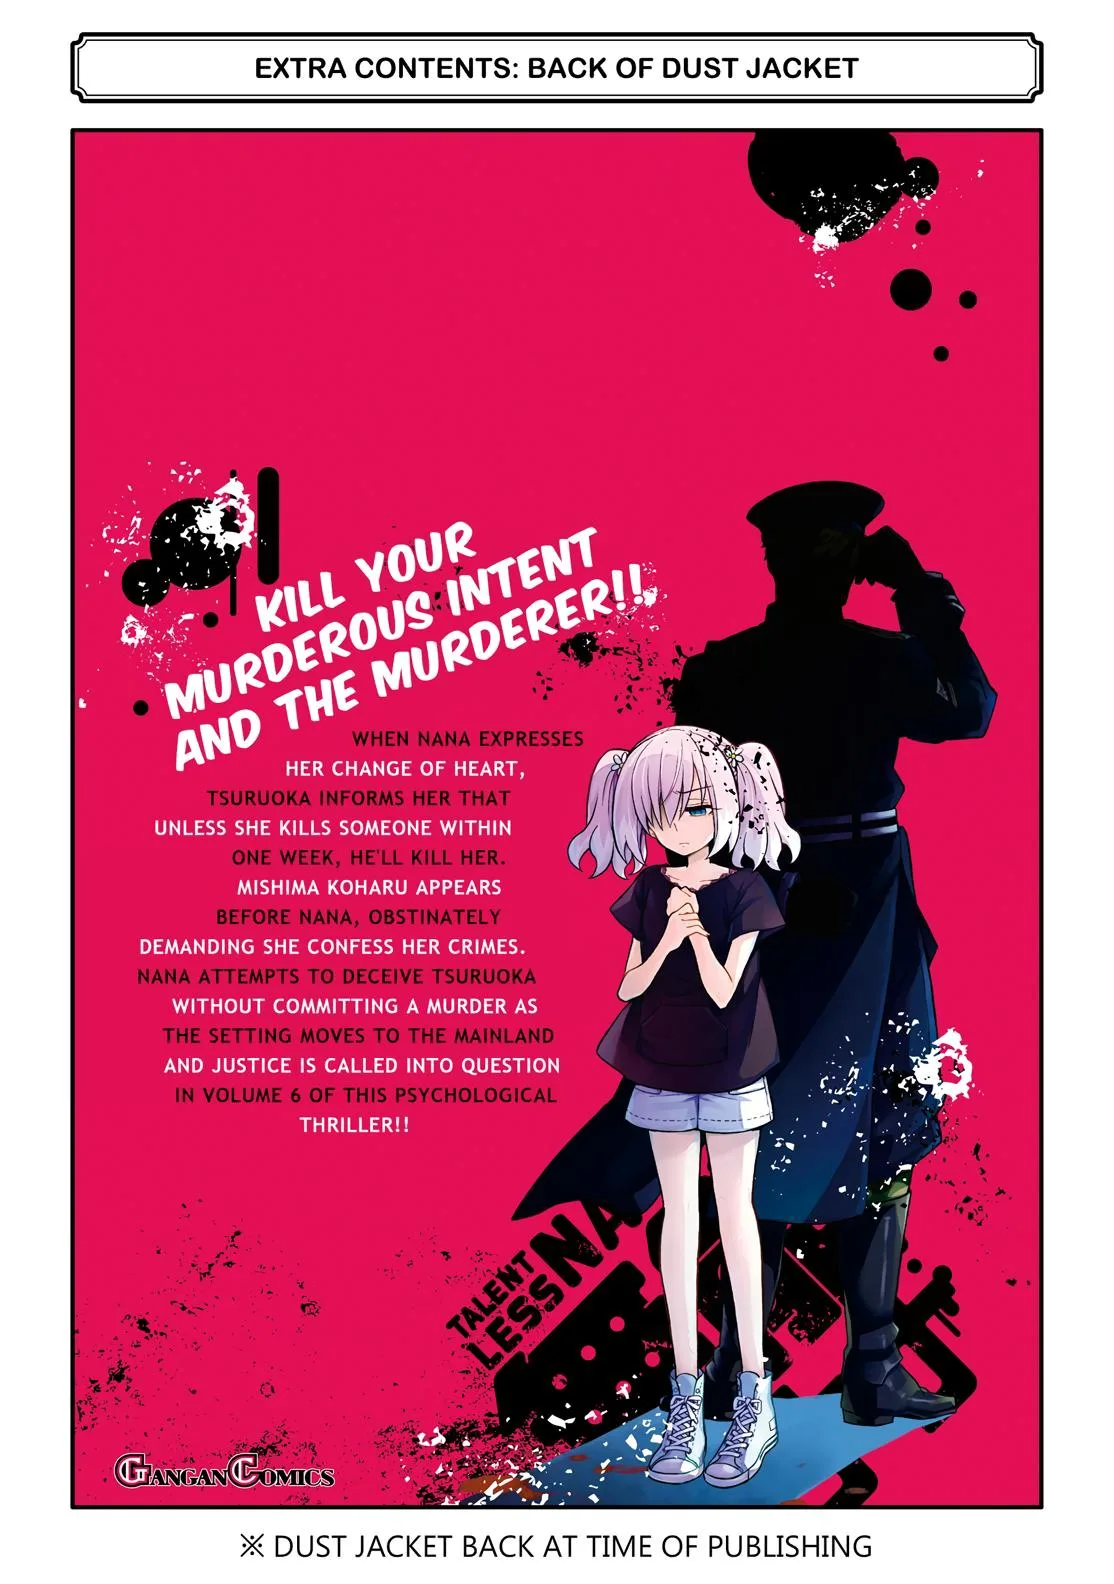 EXTRA CONTENTS: BACK OF DUST JACKET
KILL YOUR
MURDEROUS INTENT
AND THE MURDERER!!
WHEN NANA EXPRESSES
HER CHANGE OF HEART,
TSURUOKA INFORMS HER THAT
UNLESS SHE KILLS SOMEONE WITHIN
ONE WEEK, HE'LL KILL HER.
MISHIMA KOHARU APPEARS
BEFORE NANA, OBSTINATELY
DEMANDING SHE CONFESS HER CRIMES.
NANA ATTEMPTS TO DECEIVE TSURUOKA
WITHOUT COMMITTING A MURDER AS
THE SETTING MOVES TO THE MAINLAND
AND JUSTICE IS CALLED INTO QUESTION
IN VOLUME 6 OF THIS PSYCHOLOGICAL
THRILLER!!
TALENT
LESS NA
GANGAN COMICS
※ DUST JACKET BACK AT TIME OF PUBLISHING